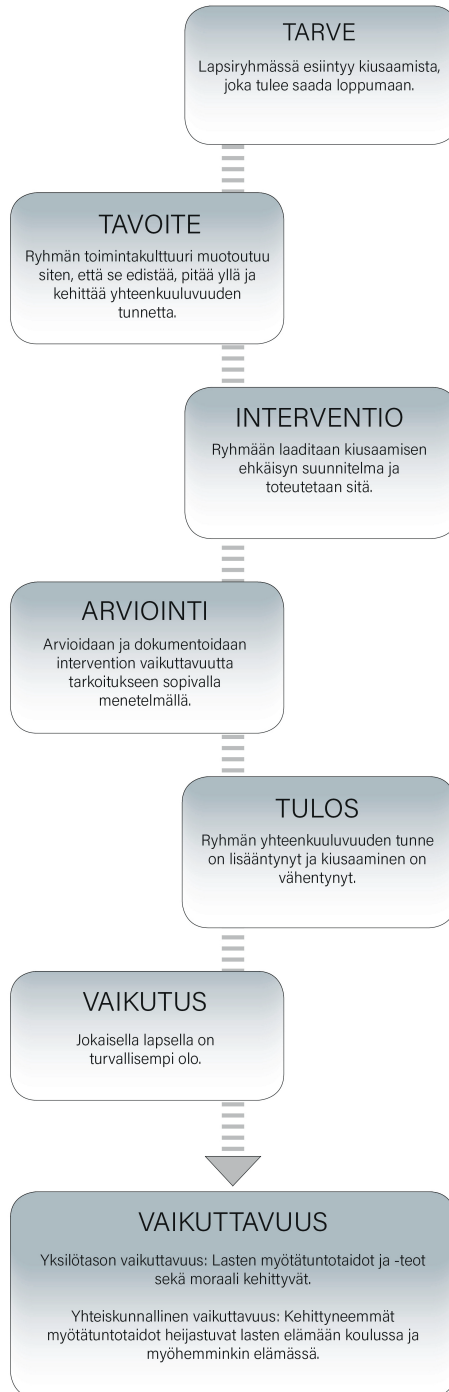 TARVE
Lapsiryhmässä esiintyy kiusaamista,
joka tulee saada loppumaan.
TAVOITE
Ryhmän toimintakulttuuri muotoutuu
siten, että se edistää, pitää yllä ja
kehittää yhteenkuuluvuuden
tunnetta.
INTERVENTIO
Ryhmään laaditaan kiusaamisen
ehkäisyn suunnitelma ja
toteutetaan sitä.
ARVIOINTI
Arvioidaan ja dokumentoidaan
intervention vaikuttavuutta
tarkoitukseen sopivalla
menetelmällä.
TULOS
Ryhmän yhteenkuuluvuuden tunne
on lisääntynyt ja kiusaaminen on
vähentynyt.
VAIKUTUS
Jokaisella lapsella on
turvallisempi olo.
VAIKUTTAVUUS
Yksilötason vaikuttavuus: Lasten myötätuntotaidot ja -teot
sekä moraali kehittyvät.
Yhteiskunnallinen vaikuttavuus: Kehittyneemmät
myötätuntotaidot heijastuvat lasten elämään koulussa ja
myöhemminkin elämässä.